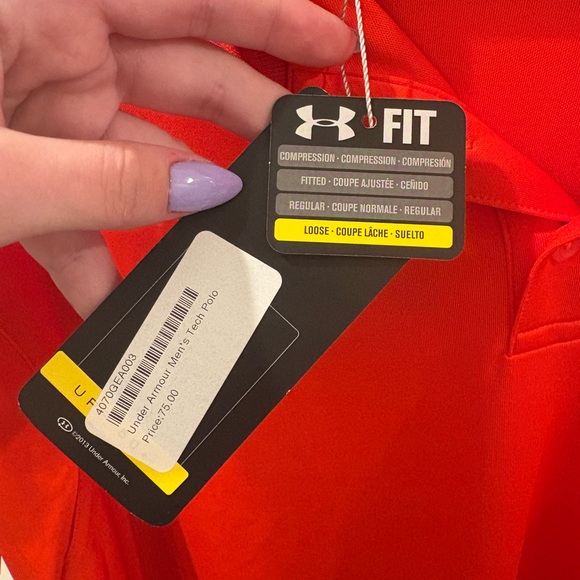 FIT
COMPRESSION · COMPRESSION · COMPRESIÓN
FITTED · COUPE AJUSTÉE · CEÑIDO
REGULAR · COUPE NORMALE · REGULAR
LOOSE · COUPE LÂCHE · SUELTO
4070GEA003
Under Armour Men's Tech Polo
Price:75.00
©2013 Under Armour, Inc.